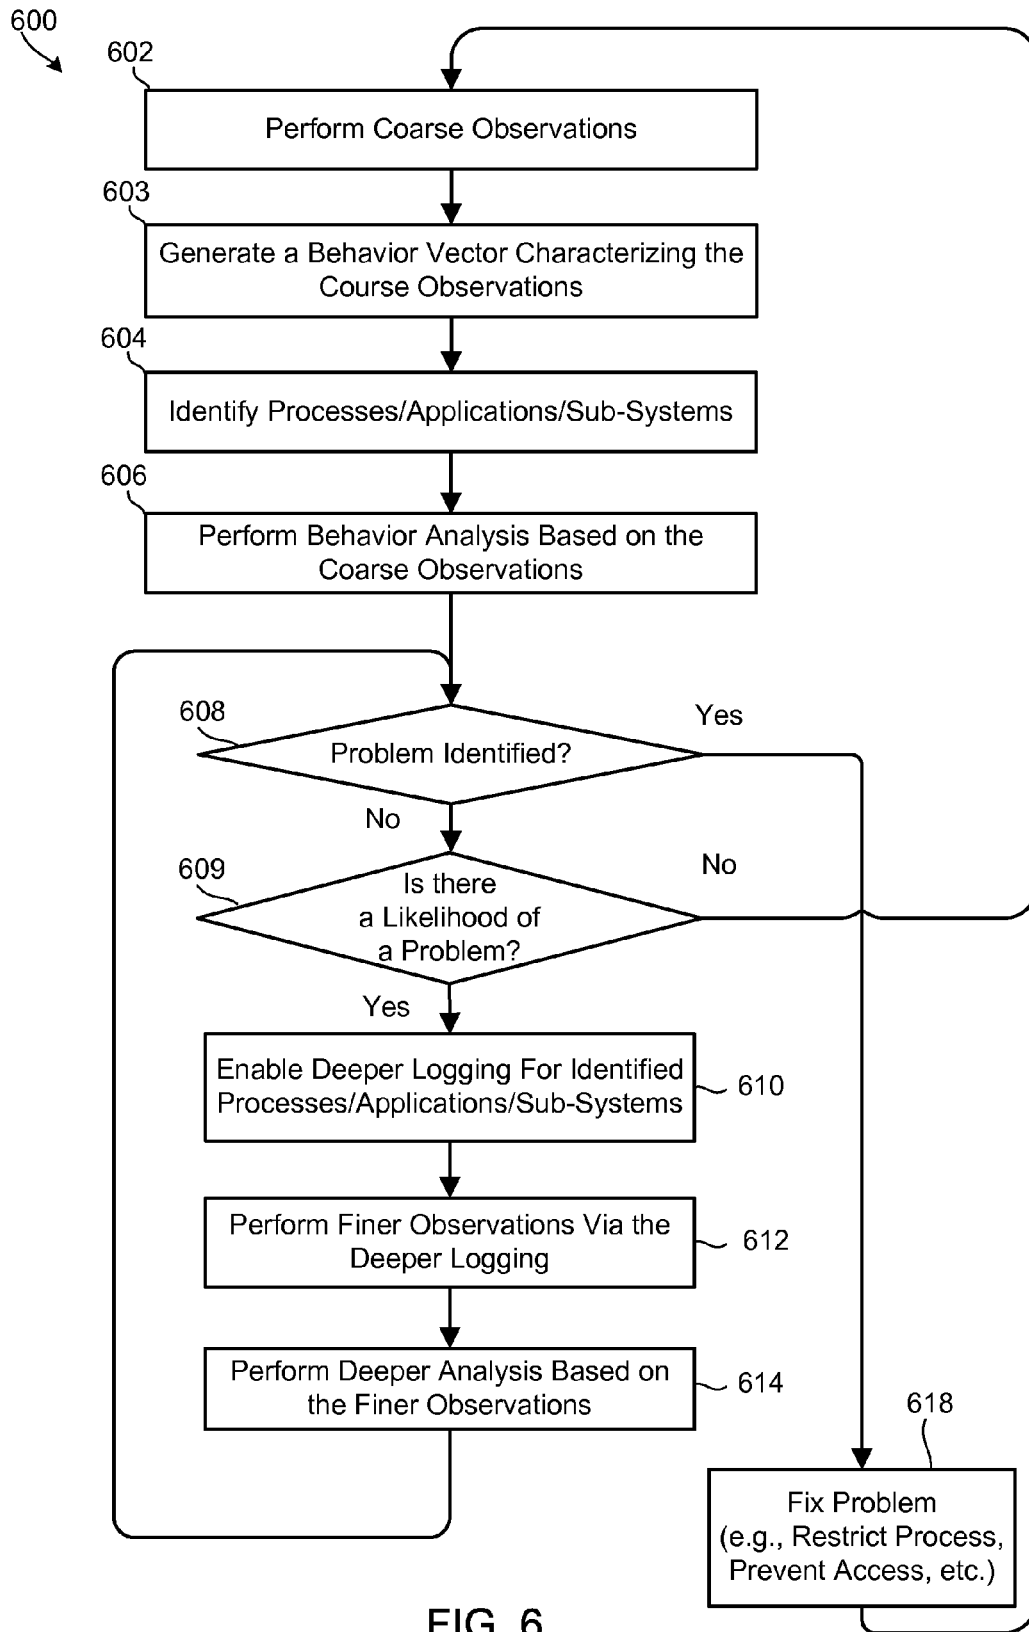 600
602
Perform Coarse Observations
603
Generate a Behavior Vector Characterizing the
Course Observations
604
Identify Processes/Applications/Sub-Systems
606
Perform Behavior Analysis Based on the
Coarse Observations
608
Problem Identified?
Yes
No
609
Is there
a Likelihood of
a Problem?
No
Yes
Enable Deeper Logging For Identified
Processes/Applications/Sub-Systems
610
Perform Finer Observations Via the
Deeper Logging
612
Perform Deeper Analysis Based on
the Finer Observations
614
618
Fix Problem
(e.g., Restrict Process,
Prevent Access, etc.)
FIG. 6